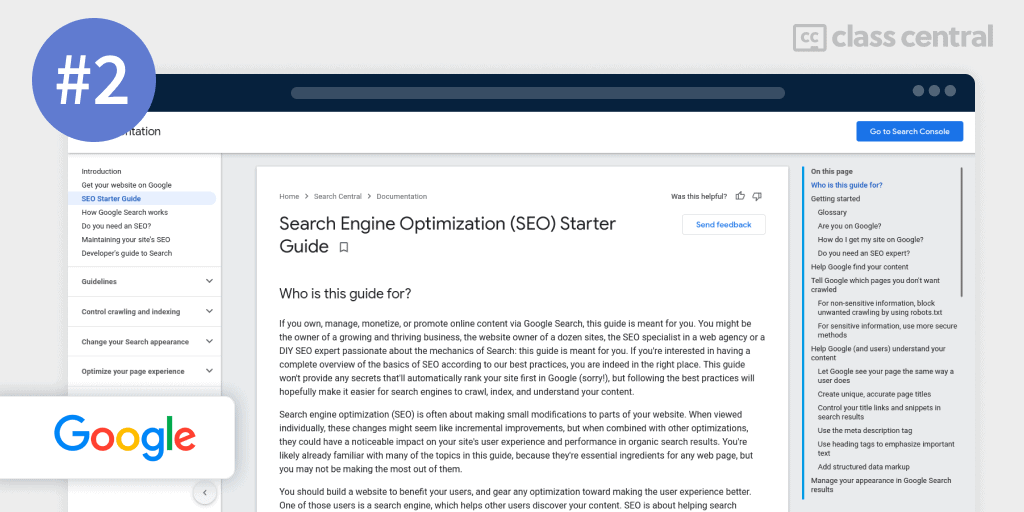 #2
cc class central
ntation
Go to Search Console
Introduction
Get your website on Google
SEO Starter Guide
How Google Search works
Do you need an SEO?
Maintaining your site's SEO
Developer's guide to Search
Guidelines
Control crawling and indexing
Change your Search appearance
Optimize your page experience
Google
Home > Search Central > Documentation
Was this helpful?
Search Engine Optimization (SEO) Starter
Guide
Send feedback
Who is this guide for?
If you own, manage, monetize, or promote online content via Google Search, this guide is meant for you. You might be
the owner of a growing and thriving business, the website owner of a dozen sites, the SEO specialist in a web agency or a
DIY SEO expert passionate about the mechanics of Search: this guide is meant for you. If you're interested in having a
complete overview of the basics of SEO according to our best practices, you are indeed in the right place. This guide
won't provide any secrets that'll automatically rank your site first in Google (sorry!), but following the best practices will
hopefully make it easier for search engines to crawl, index, and understand your content.
Search engine optimization (SEO) is often about making small modifications to parts of your website. When viewed
individually, these changes might seem like incremental improvements, but when combined with other optimizations,
they could have a noticeable impact on your site's user experience and performance in organic search results. You're
likely already familiar with many of the topics in this guide, because they're essential ingredients for any web page, but
you may not be making the most out of them.
You should build a website to benefit your users, and gear any optimization toward making the user experience better.
One of those users is a search engine, which helps other users discover your content. SEO is about helping search
On this page
Who is this guide for?
Getting started
Glossary
Are you on Google?
How do I get my site on Google?
Do you need an SEO expert?
Help Google find your content
Tell Google which pages you don't want
crawled
For non-sensitive information, block
unwanted crawling by using robots.txt
For sensitive information, use more secure
methods
Help Google (and users) understand your
content
Let Google see your page the same way a
user does
Create unique, accurate page titles
Control your title links and snippets in
search results
Use the meta description tag
Use heading tags to emphasize important
text
Add structured data markup
Manage your appearance in Google Search
results